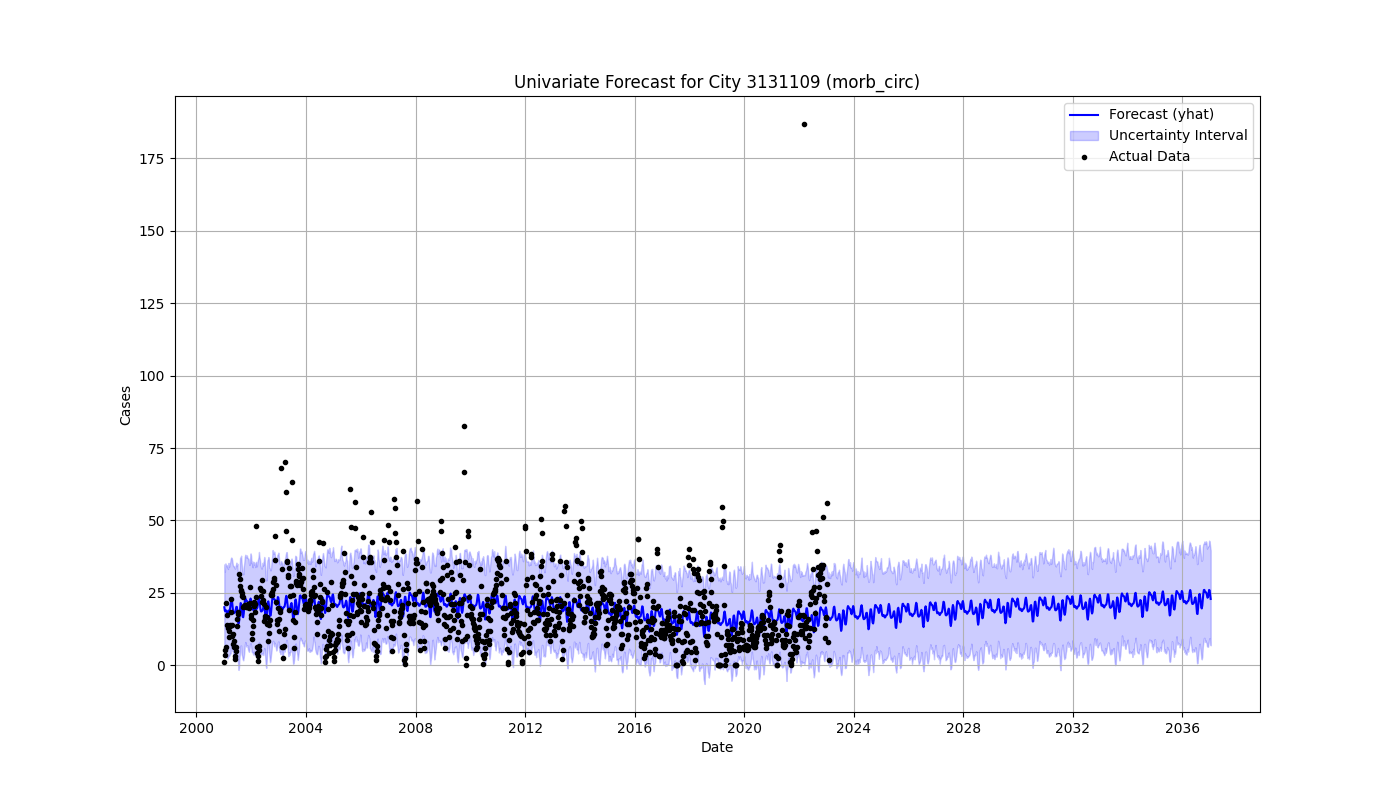 Univariate Forecast for City 3131109 (morb_circ)
Forecast (yhat)
Uncertainty Interval
Actual Data
175
150
125
100
75
50
25
0
Cases
2000 2004 2008 2012 2016 2020 2024 2028 2032 2036
Date